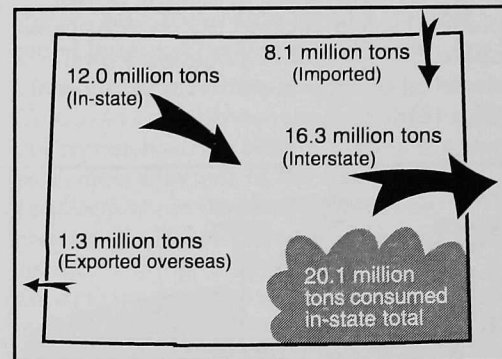 8.1 million tons
(Imported)
12.0 million tons
(In-state)
16.3 million tons
(Interstate)
1.3 million tons
(Exported overseas)
20.1 million
tons consumed
in-state total